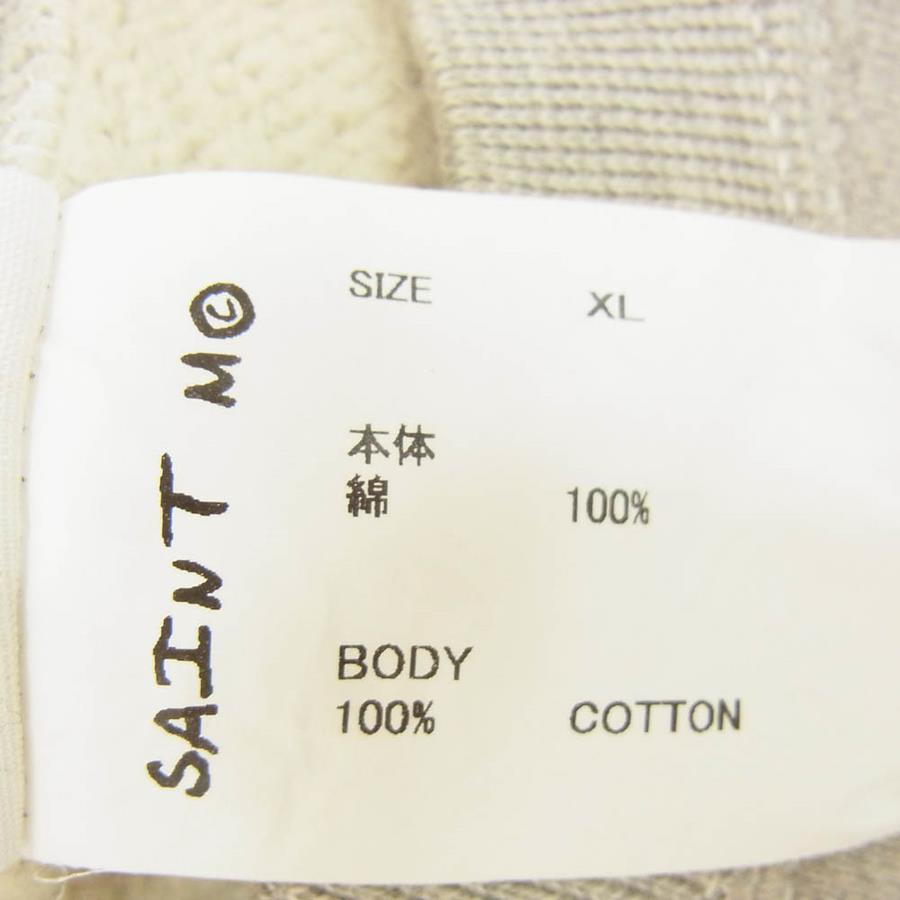 SAINT M©
SIZE XL
本体
綿 100%
BODY
100% COTTON